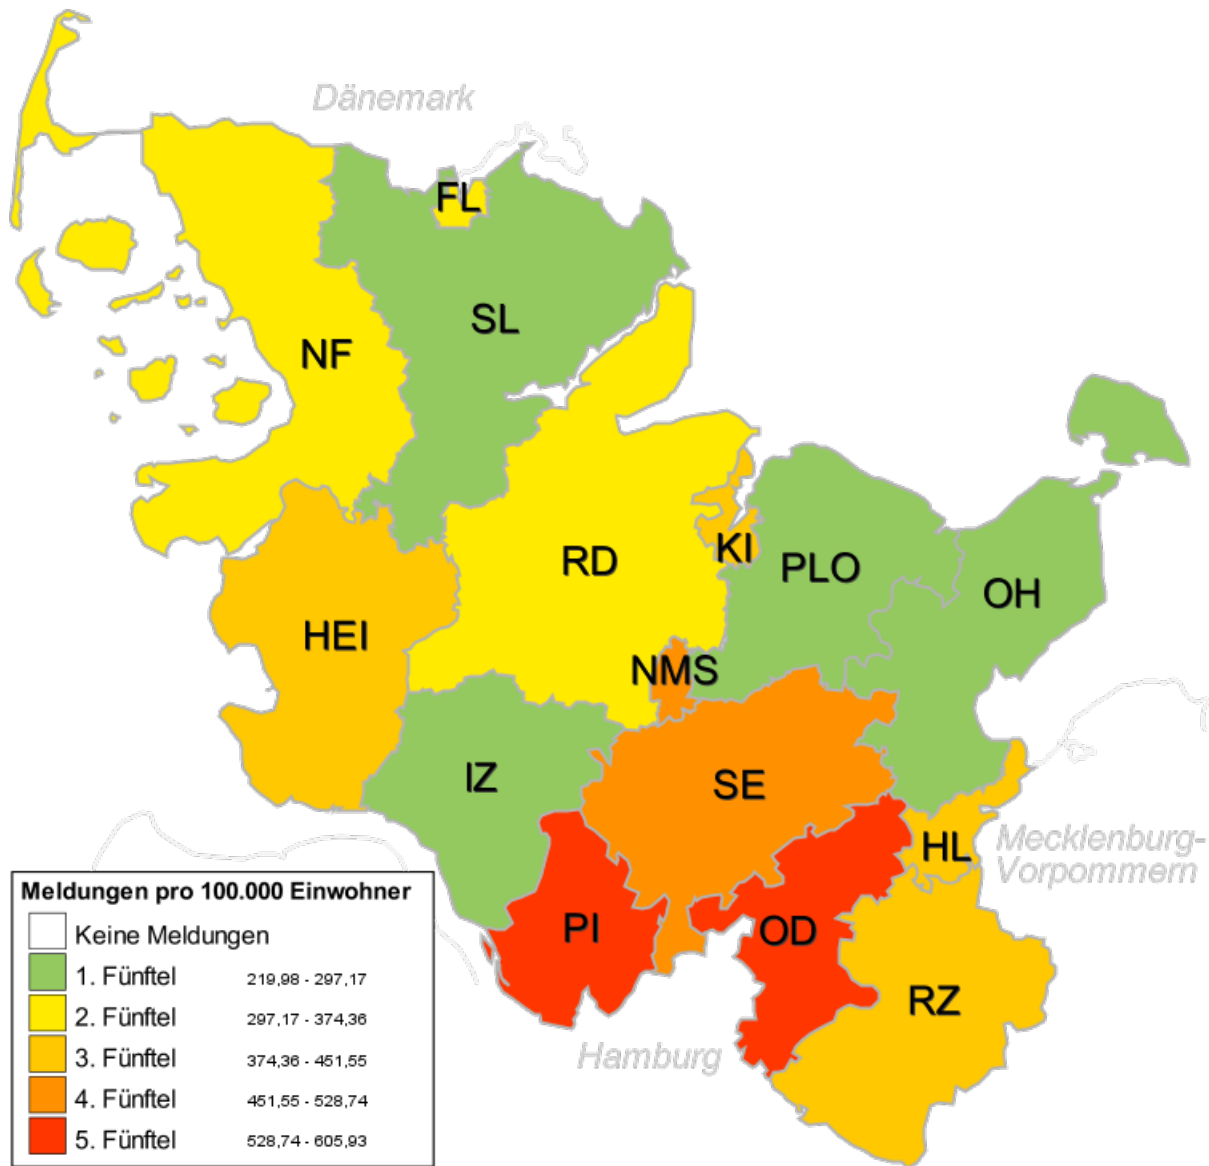 Dänemark
FL
SL
NF
RD
KI
PLO
OH
HEI
NMS
IZ
SE
HL
Mecklenburg-
Vorpommern
PI
OD
RZ
Hamburg
Meldungen pro 100.000 Einwohner
Keine Meldungen
1. Fünftel 219,98 - 297,17
2. Fünftel 297,17 - 374,36
3. Fünftel 374,36 - 451,55
4. Fünftel 451,55 - 528,74
5. Fünftel 528,74 - 605,93